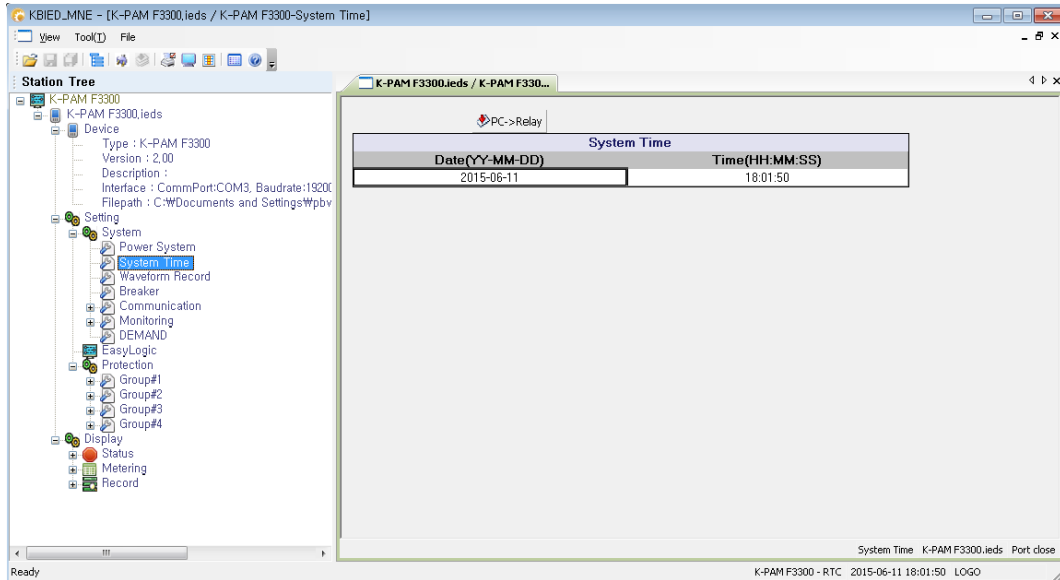 KBIED_MNE - [K-PAM F3300,ieds / K-PAM F3300-System Time]
View Tool(T) File
Station Tree
K-PAM F3300
K-PAM F3300,ieds
Device
Type : K-PAM F3300
Version : 2,00
Description :
Interface : CommPort:COM3, Baudrate:1920
Filepath : C:₩Documents and Settings₩pbv
Setting
System
Power System
System Time
Waveform Record
Breaker
Communication
Monitoring
DEMAND
EasyLogic
Protection
Group#1
Group#2
Group#3
Group#4
Display
Status
Metering
Record
K-PAM F3300.ieds / K-PAM F330...
PC->Relay
System Time
Date(YY-MM-DD) Time(HH:MM:SS)
2015-06-11 18:01:50
System Time K-PAM F3300.ieds Port close
Ready K-PAM F3300 - RTC 2015-06-11 18:01:50 LOGO